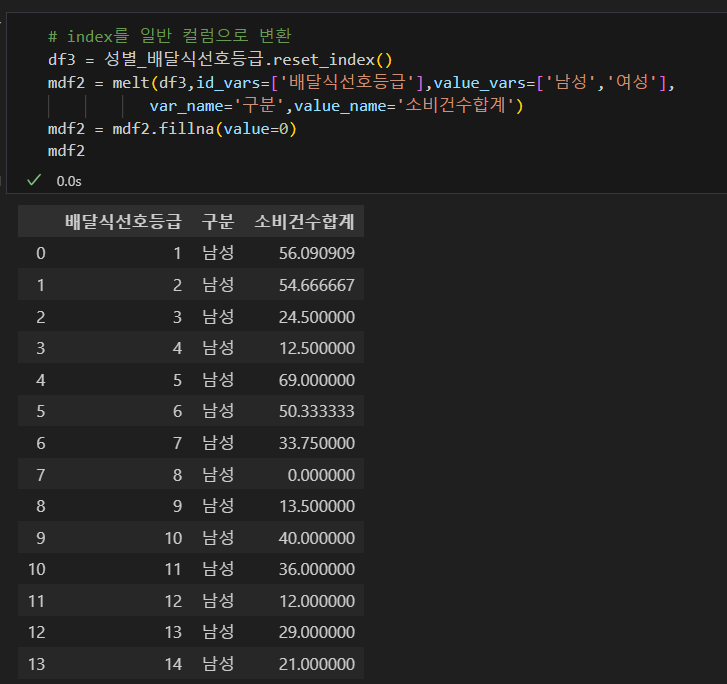 # index를 일반 컬럼으로 변환
df3 = 성별_배달식선호등급.reset_index()
mdf2 = melt(df3,id_vars=['배달식선호등급'],value_vars=['남성','여성'],
var_name='구분',value_name='소비건수합계')
mdf2 = mdf2.fillna(value=0)
mdf2
0.0s
배달식선호등급 구분 소비건수합계
0 1 남성 56.090909
1 2 남성 54.666667
2 3 남성 24.500000
3 4 남성 12.500000
4 5 남성 69.000000
5 6 남성 50.333333
6 7 남성 33.750000
7 8 남성 0.000000
8 9 남성 13.500000
9 10 남성 40.000000
10 11 남성 36.000000
11 12 남성 12.000000
12 13 남성 29.000000
13 14 남성 21.000000